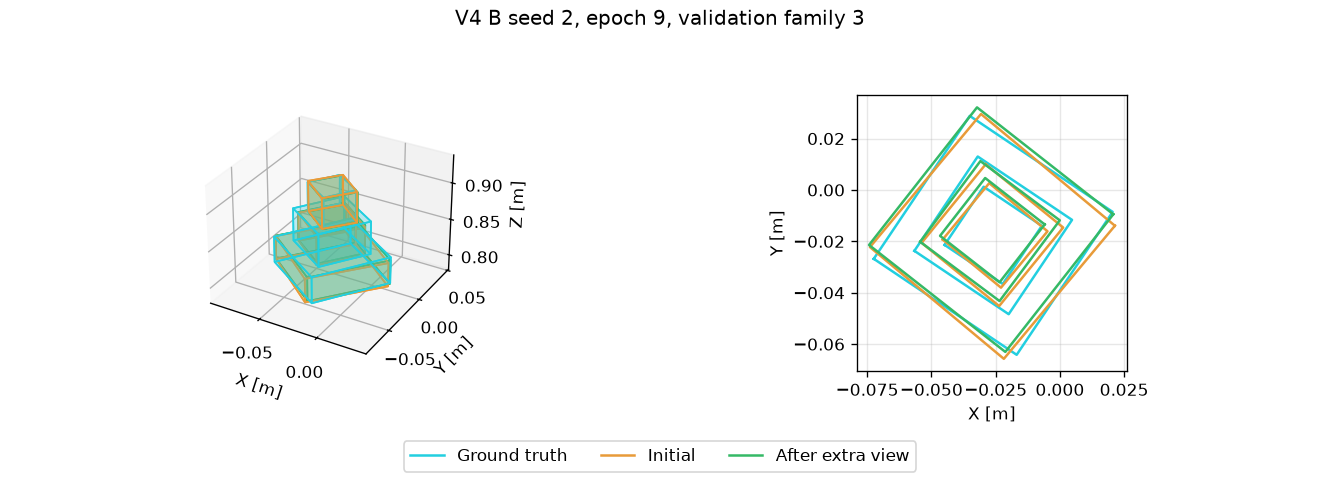 V4 B seed 2, epoch 9, validation family 3
0.90
0.85
0.80
Z [m]
0.05
0.00
−0.05
Y [m]
−0.05
0.00
X [m]
0.02
0.00
−0.02
−0.04
−0.06
Y [m]
−0.075 −0.050 −0.025 0.000 0.025
X [m]
Ground truth Initial After extra view